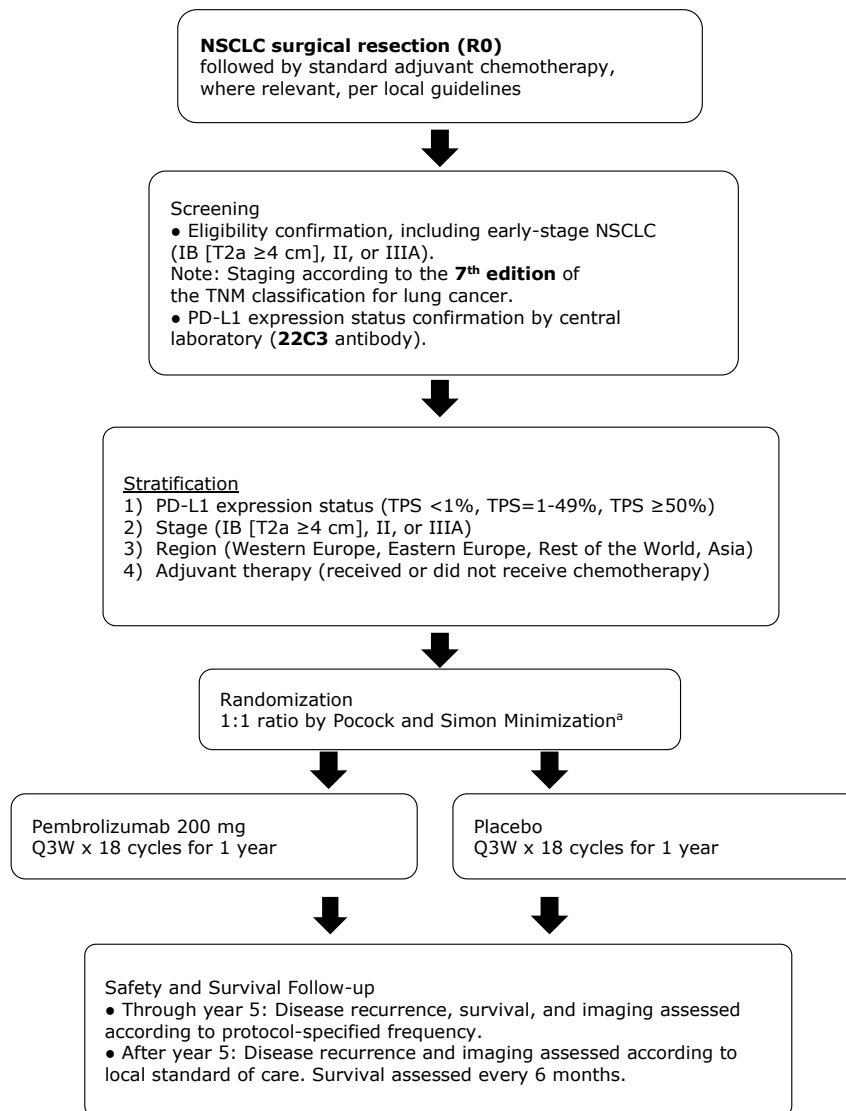 NSCLC surgical resection (R0)
followed by standard adjuvant chemotherapy,
where relevant, per local guidelines
Screening
● Eligibility confirmation, including early-stage NSCLC
(IB [T2a ≥4 cm], II, or IIIA).
Note: Staging according to the 7th edition of
the TNM classification for lung cancer.
● PD-L1 expression status confirmation by central
laboratory (22C3 antibody).
Stratification
1) PD-L1 expression status (TPS <1%, TPS=1-49%, TPS ≥50%)
2) Stage (IB [T2a ≥4 cm], II, or IIIA)
3) Region (Western Europe, Eastern Europe, Rest of the World, Asia)
4) Adjuvant therapy (received or did not receive chemotherapy)
Randomization
1:1 ratio by Pocock and Simon Minimizationª
Pembrolizumab 200 mg
Q3W x 18 cycles for 1 year
Placebo
Q3W x 18 cycles for 1 year
Safety and Survival Follow-up
● Through year 5: Disease recurrence, survival, and imaging assessed
according to protocol-specified frequency.
● After year 5: Disease recurrence and imaging assessed according to
local standard of care. Survival assessed every 6 months.